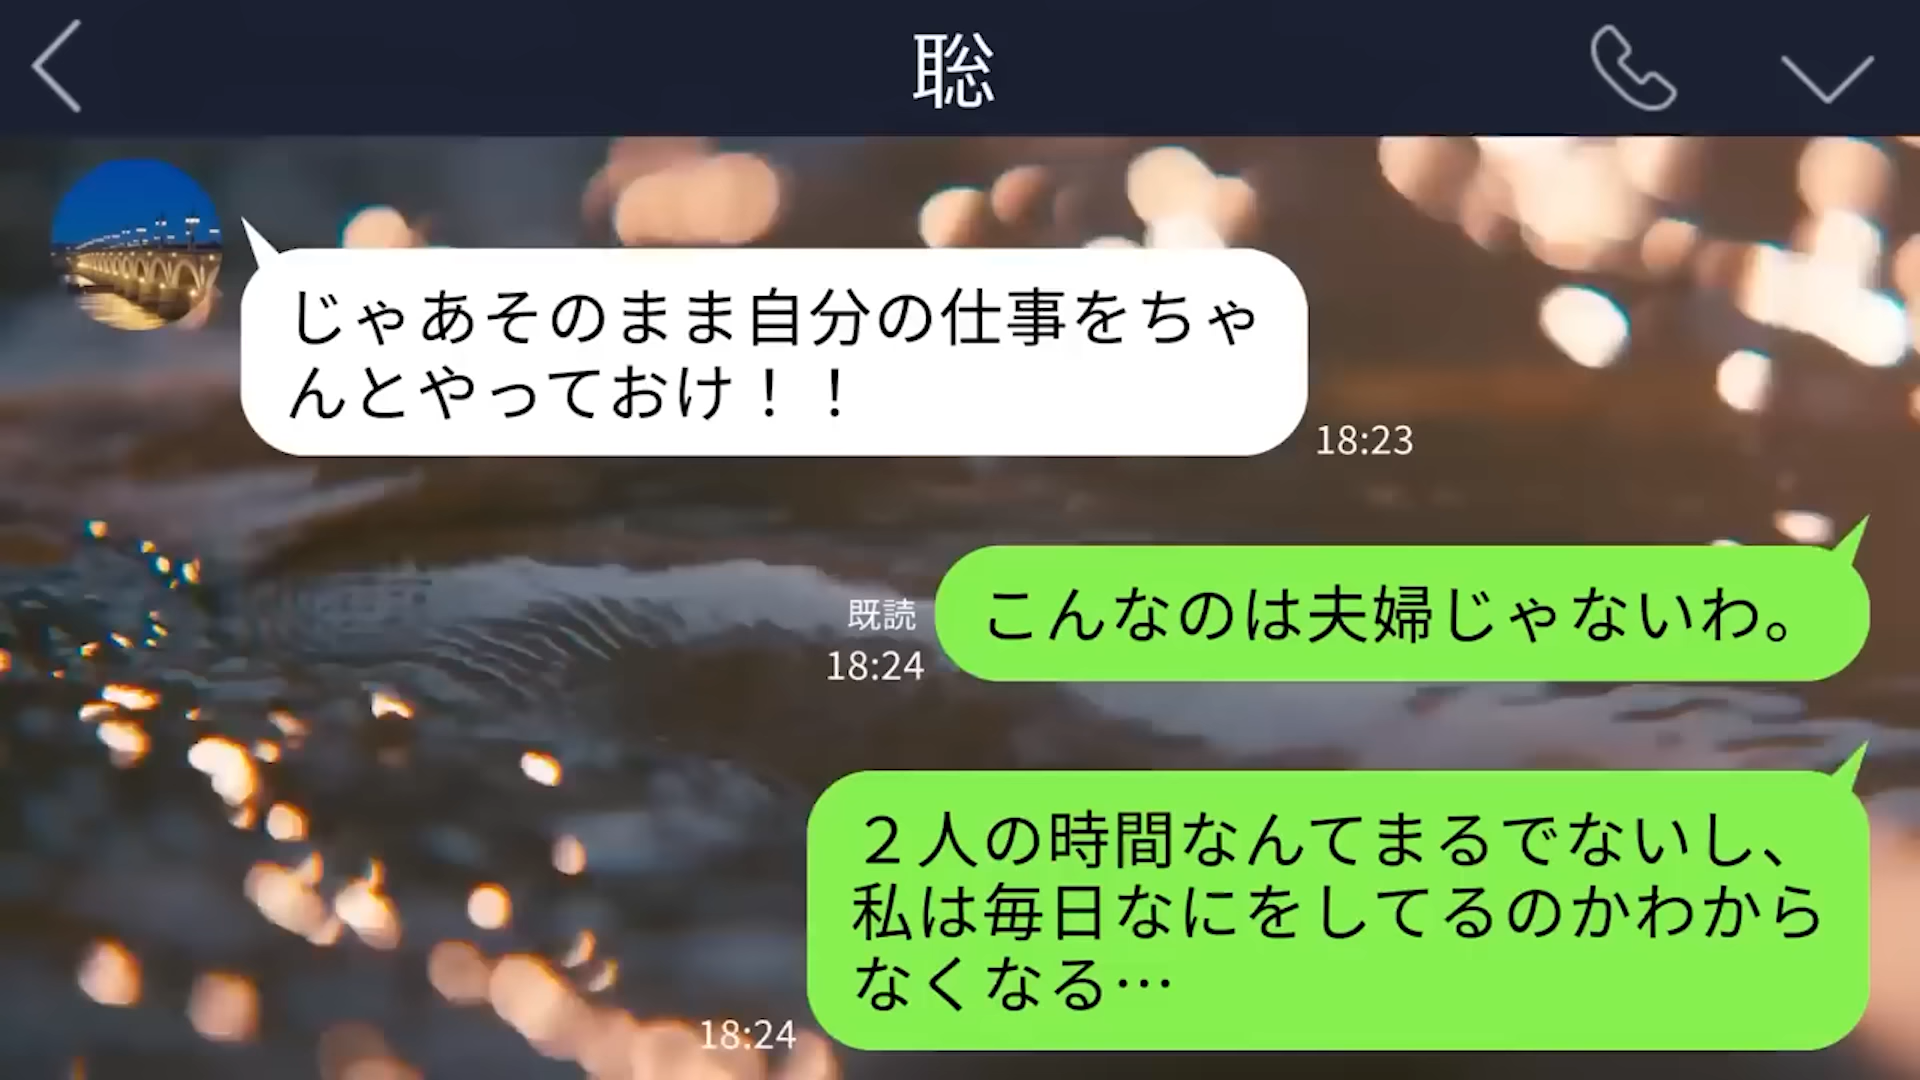 聡
じゃあそのまま自分の仕事をちゃ
んとやっておけ！！
18:23
こんなのは夫婦じゃないわ。
既読
18:24
２人の時間なんてまるでないし、
私は毎日なにをしてるのかわから
なくなる…
18:24